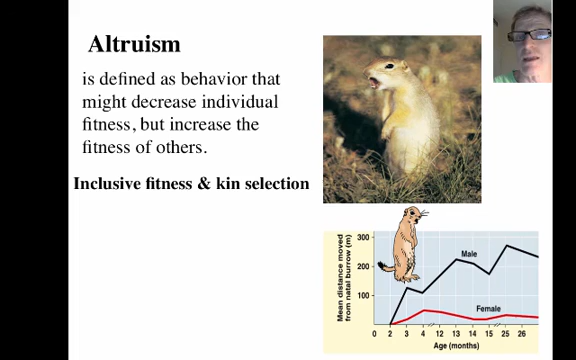 Altruism
is defined as behavior that
might decrease individual
fitness, but increase the
fitness of others.
Inclusive fitness & kin selection
Mean distance moved
from natal burrow (m)
300
200
100
Male
Female
0 2 3 4 12 13 14 15 25 26
Age (months)